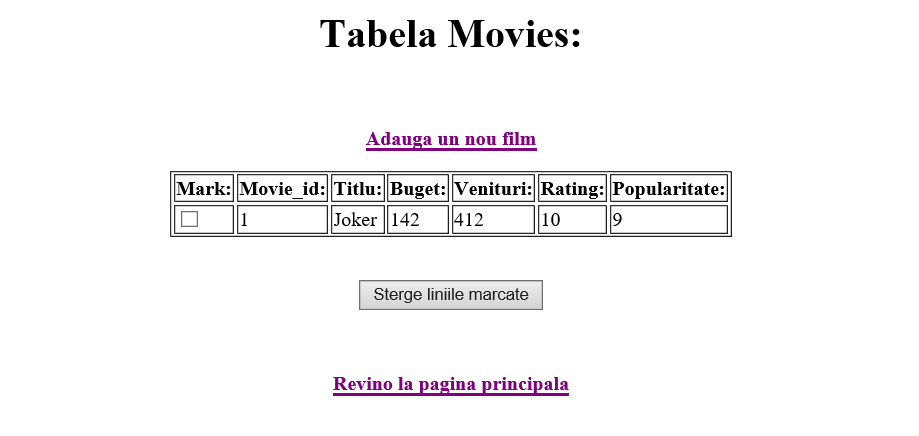 Tabela Movies:
Adauga un nou film
Mark: Movie_id: Titlu: Buget: Venituri: Rating: Popularitate:
1 Joker 142 412 10 9
Sterge liniile marcate
Revino la pagina principala